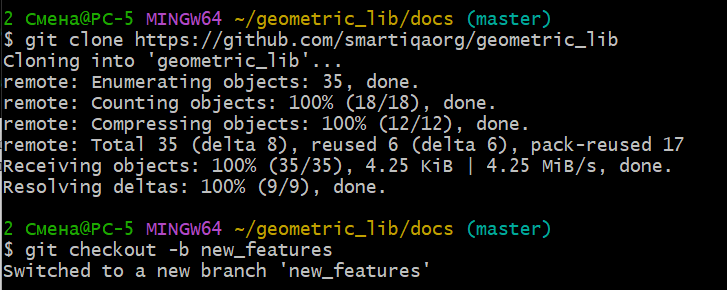 2 Смена@PC-5 MINGW64 ~/geometric_lib/docs (master)
$ git clone https://github.com/smartiqaorg/geometric_lib
Cloning into 'geometric_lib'...
remote: Enumerating objects: 35, done.
remote: Counting objects: 100% (18/18), done.
remote: Compressing objects: 100% (12/12), done.
remote: Total 35 (delta 8), reused 6 (delta 6), pack-reused 17
Receiving objects: 100% (35/35), 4.25 KiB | 4.25 MiB/s, done.
Resolving deltas: 100% (9/9), done.
2 Смена@PC-5 MINGW64 ~/geometric_lib/docs (master)
$ git checkout -b new_features
Switched to a new branch 'new_features'